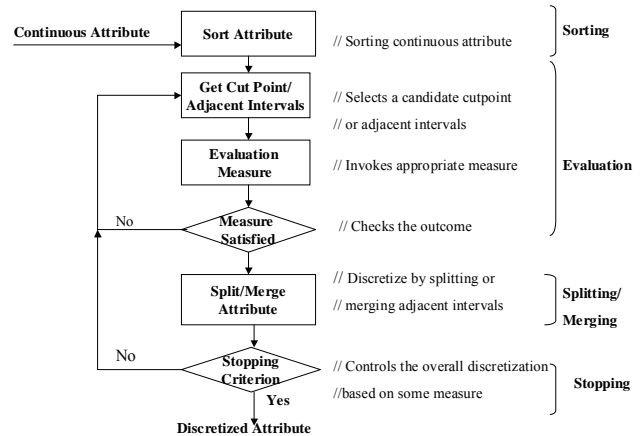 Continuous Attribute
Sort Attribute
// Sorting continuous attribute
Sorting
Get Cut Point/
Adjacent Intervals
// Selects a candidate cutpoint
// or adjacent intervals
Evaluation
Measure
// Invokes appropriate measure
Evaluation
No
Measure
Satisfied
// Checks the outcome
Split/Merge
Attribute
// Discretize by splitting or
// merging adjacent intervals
Splitting/
Merging
No
Stopping
Criterion
// Controls the overall discretization
//based on some measure
Stopping
Yes
Discretized Attribute